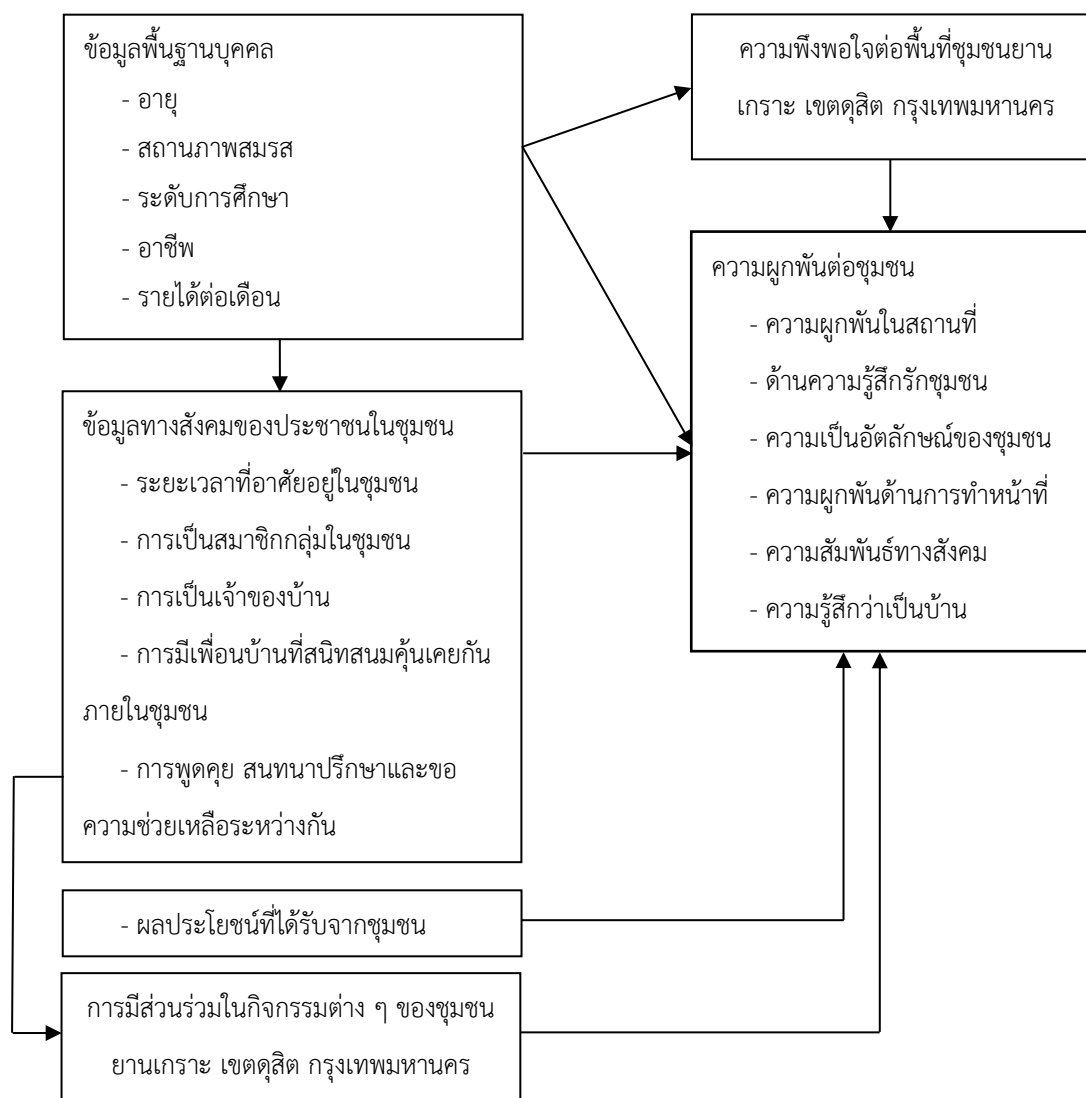 ข้อมูลพื้นฐานบุคคล
- อายุ
- สถานภาพสมรส
- ระดับการศึกษา
- อาชีพ
- รายได้ต่อเดือน
ความพึงพอใจต่อพื้นที่ชุมชนยาน
เกราะ เขตดุสิต กรุงเทพมหานคร
ความผูกพันต่อชุมชน
- ความผูกพันในสถานที่
- ด้านความรู้สึกรักชุมชน
- ความเป็นอัตลักษณ์ของชุมชน
- ความผูกพันด้านการทำหน้าที่
- ความสัมพันธ์ทางสังคม
- ความรู้สึกว่าเป็นบ้าน
ข้อมูลทางสังคมของประชาชนในชุมชน
- ระยะเวลาที่อาศัยอยู่ในชุมชน
- การเป็นสมาชิกกลุ่มในชุมชน
- การเป็นเจ้าของบ้าน
- การมีเพื่อนบ้านที่สนิทสนมคุ้นเคยกัน
ภายในชุมชน
- การพูดคุย สนทนาปรึกษาและขอ
ความช่วยเหลือระหว่างกัน
- ผลประโยชน์ที่ได้รับจากชุมชน
การมีส่วนร่วมในกิจกรรมต่าง ๆ ของชุมชน
ยานเกราะ เขตดุสิต กรุงเทพมหานคร